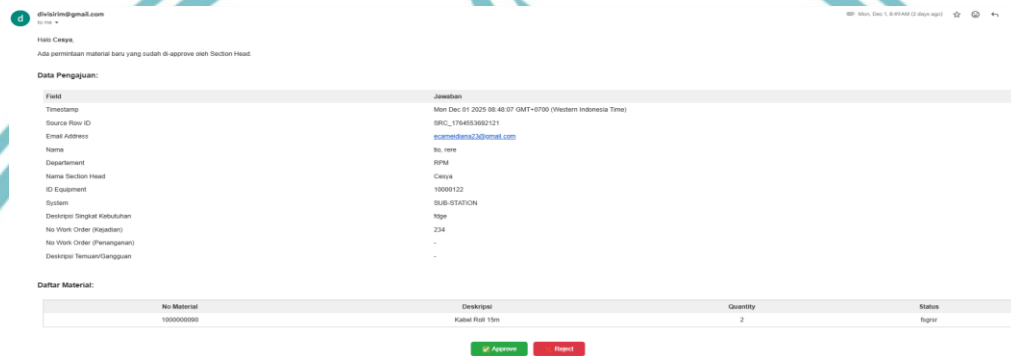 d
divisirim@gmail.com
to me
Mon, Dec 1, 8:49 AM (2 days ago)
Halo Cesya,
Ada permintaan material baru yang sudah di-approve oleh Section Head.
Data Pengajuan:
Field Jawaban
Timestamp Mon Dec 01 2025 08:48:07 GMT+0700 (Western Indonesia Time)
Source Row ID SRC_1764553692121
Email Address ecameidiana23@gmail.com
Nama tio, rere
Departement RPM
Nama Section Head Cesya
ID Equipment 10000122
System SUB-STATION
Deskripsi Singkat Kebutuhan fdge
No Work Order (Kejadian) 234
No Work Order (Penanganan) -
Deskripsi Temuan/Gangguan -
Daftar Material:
No Material Deskripsi Quantity Status
1000000090 Kabel Roll 15m 2 fsgrsr
Approve Reject